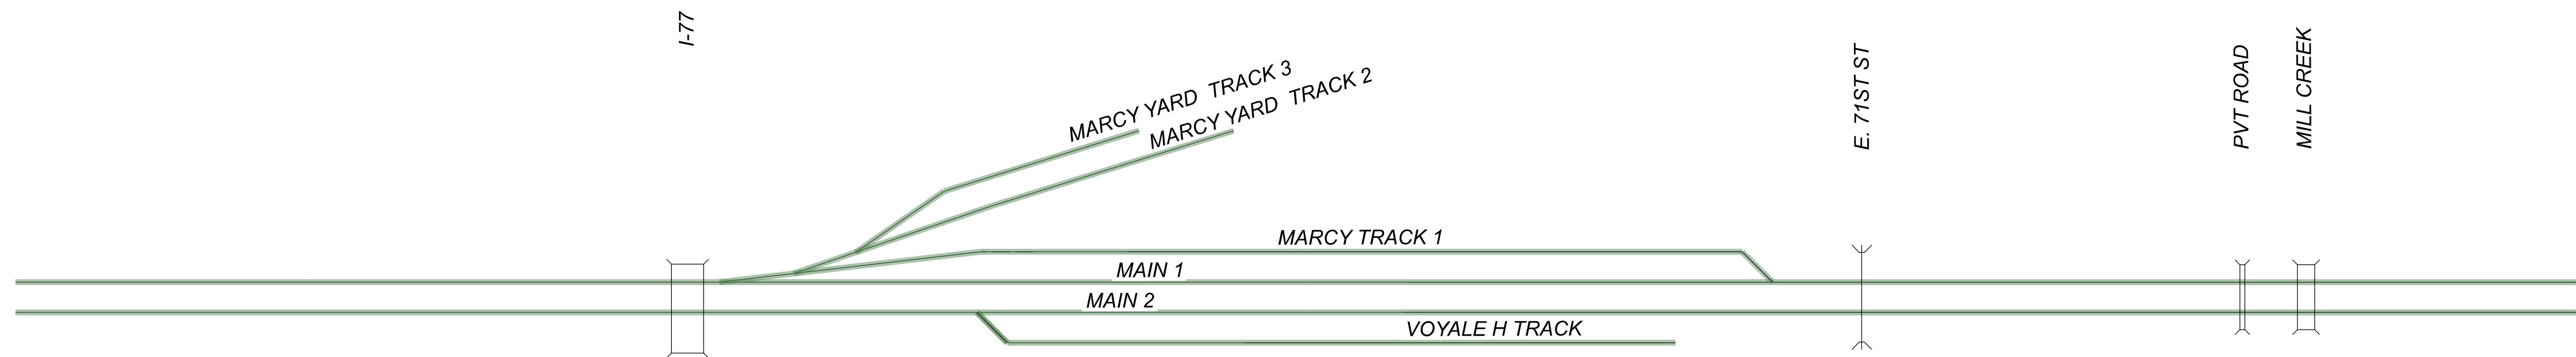 I-77
MARCY YARD TRACK 3
MARCY YARD TRACK 2
E. 71ST ST
PVT ROAD
MILL CREEK
MARCY TRACK 1
MAIN 1
MAIN 2
VOYALE H TRACK